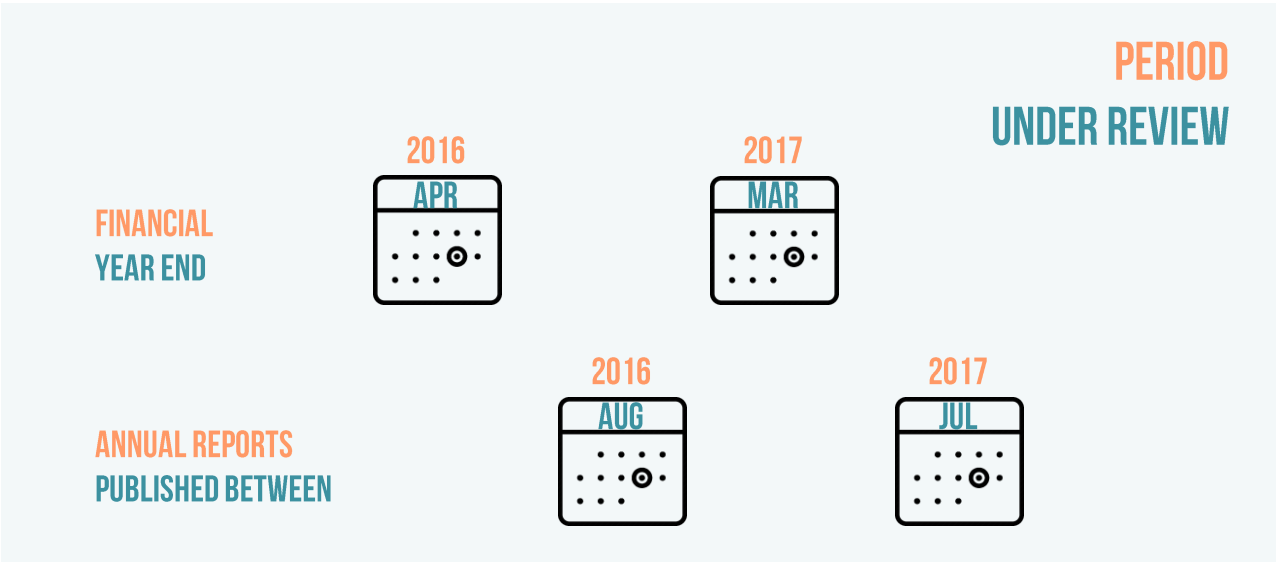 PERIOD
UNDER REVIEW
2016
2017
APR
MAR
FINANCIAL
YEAR END
2016
2017
AUG
JUL
ANNUAL REPORTS
PUBLISHED BETWEEN